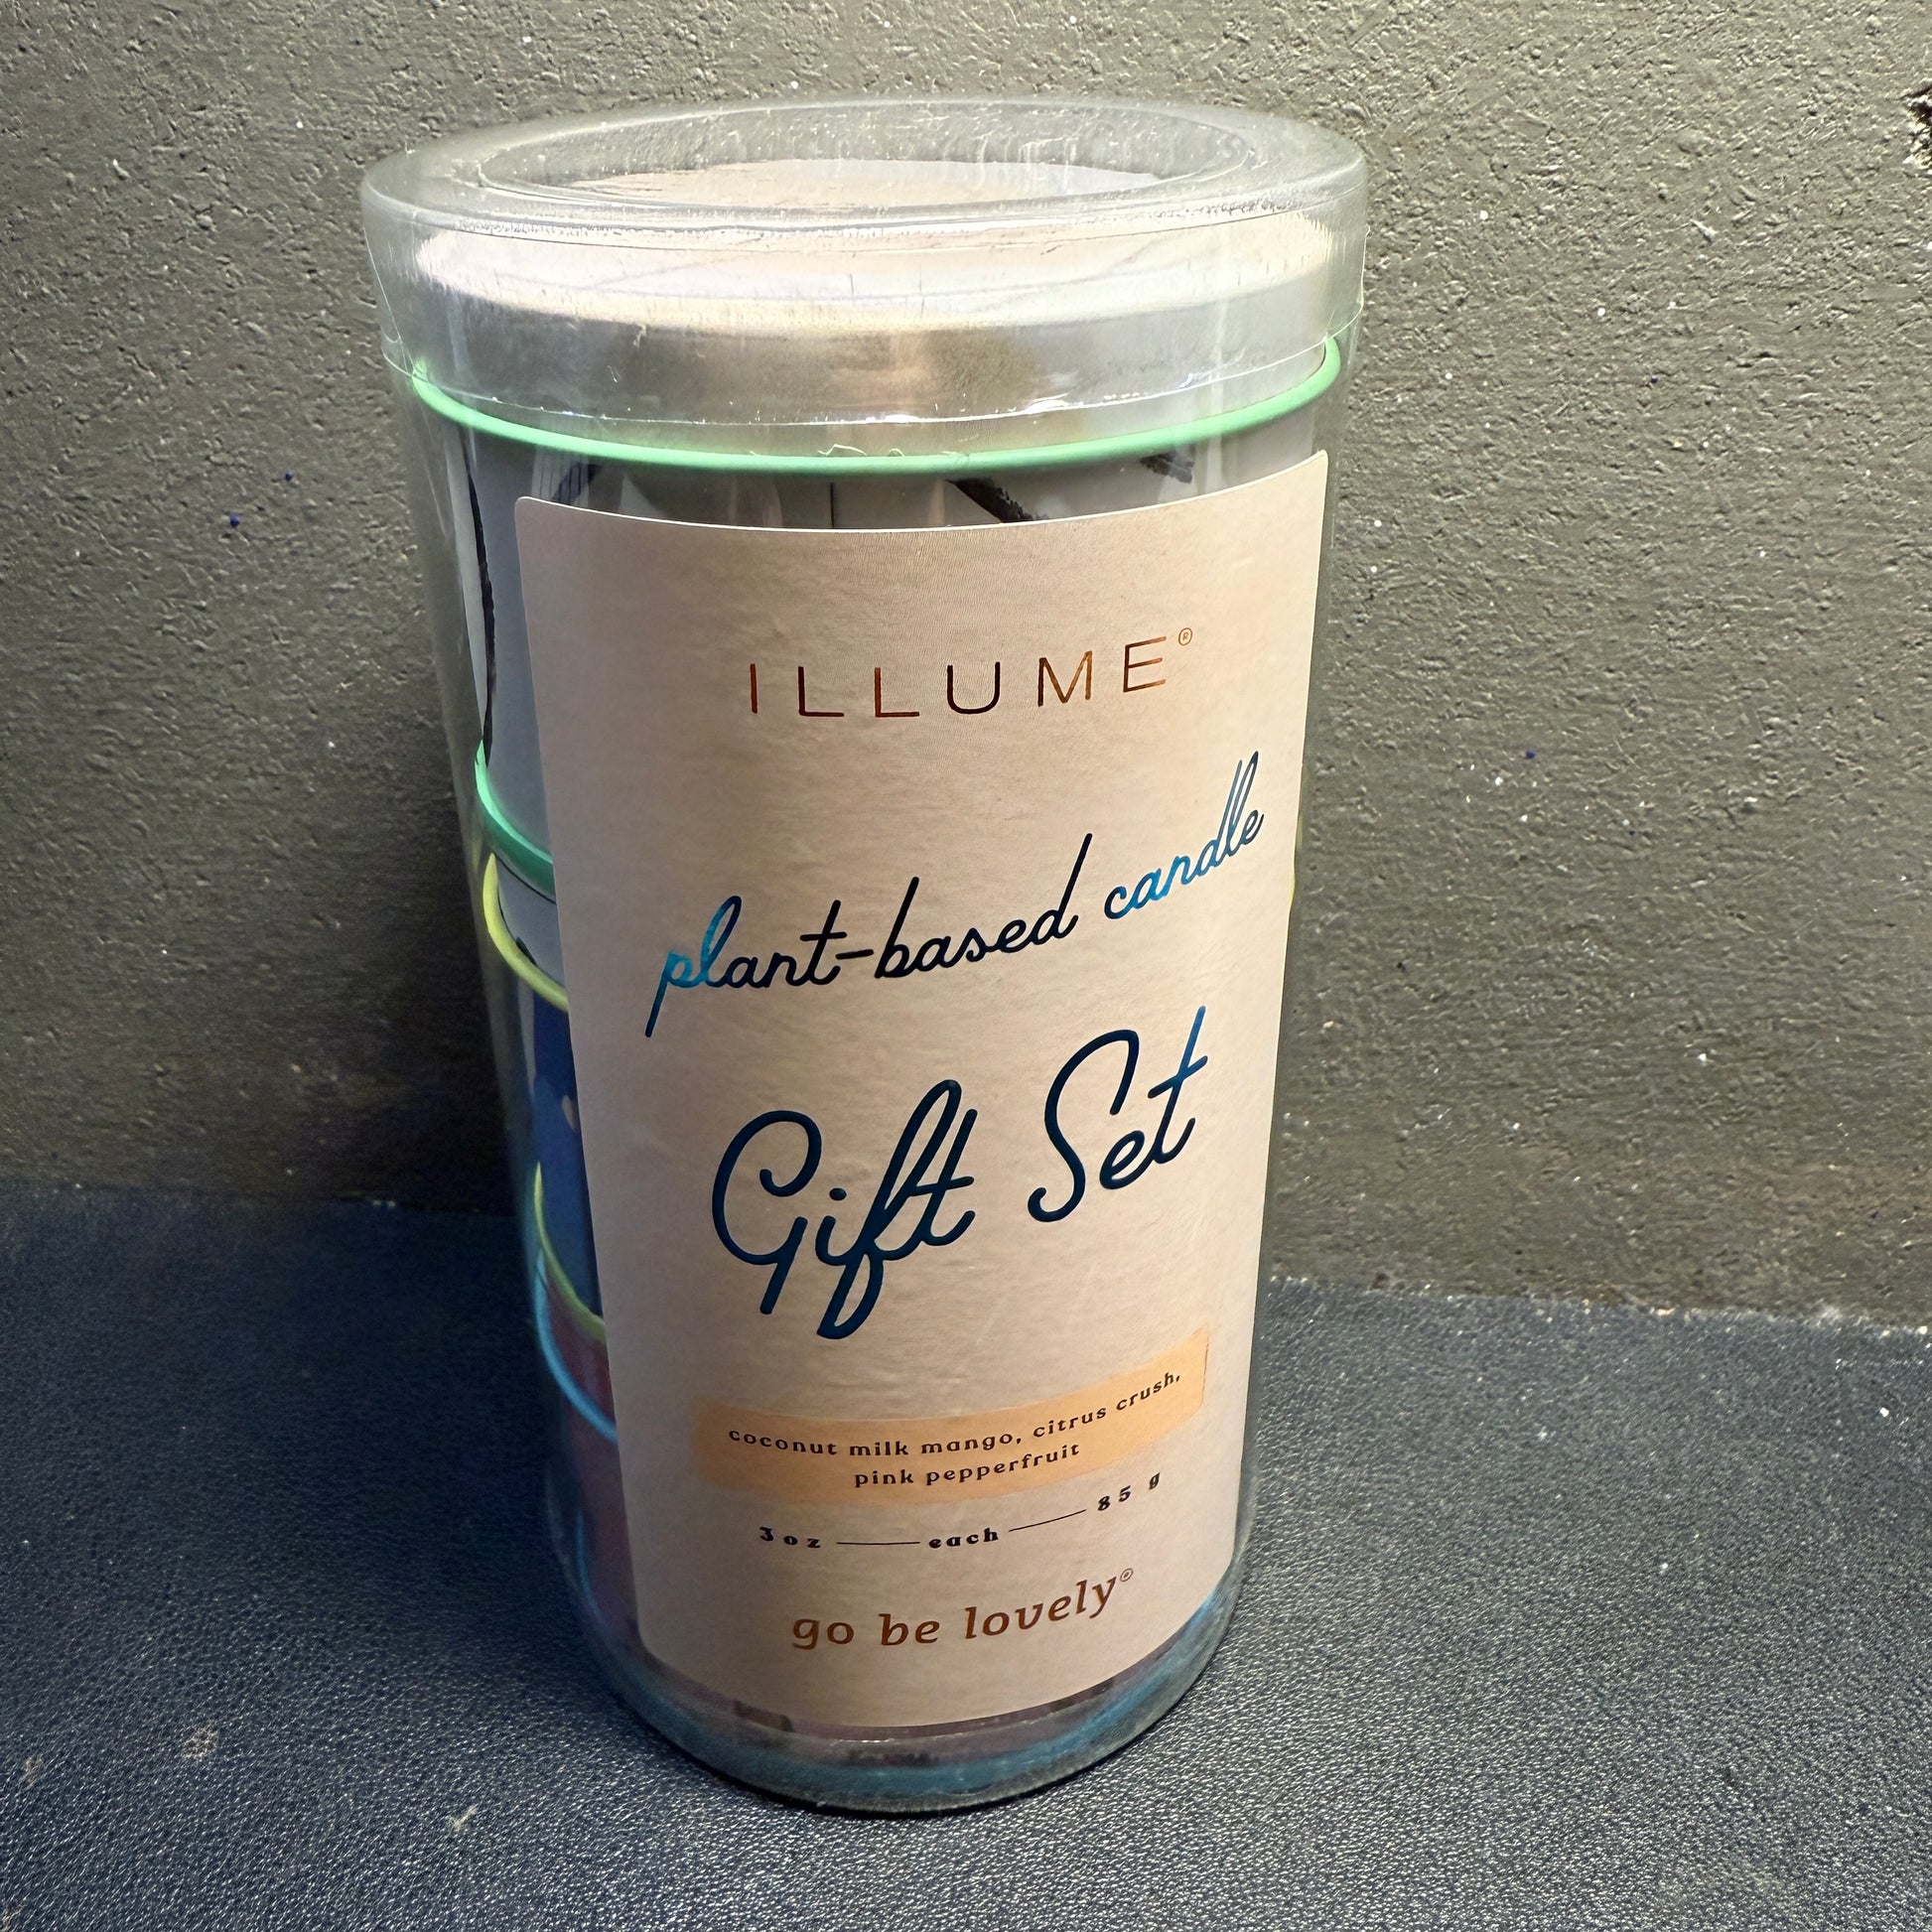 ILLUME®
plant-based candle
Gift Set
coconut milk mango, citrus crush,
pink pepperfruit
3 oz — each — 85 g
go be lovely®